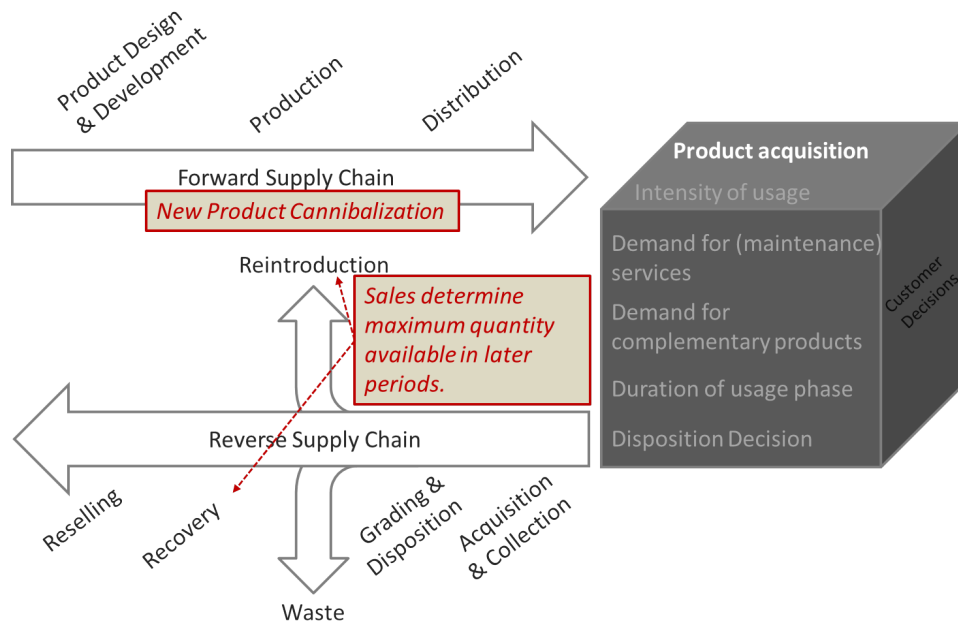 Product Design
& Development
Production
Distribution
Forward Supply Chain
New Product Cannibalization
Product acquisition
Intensity of usage
Demand for (maintenance)
services
Demand for
complementary products
Duration of usage phase
Disposition Decision
Customer
Decisions
Reintroduction
Sales determine
maximum quantity
available in later
periods.
Reverse Supply Chain
Reselling
Recovery
Grading &
Disposition
Acquisition
& Collection
Waste